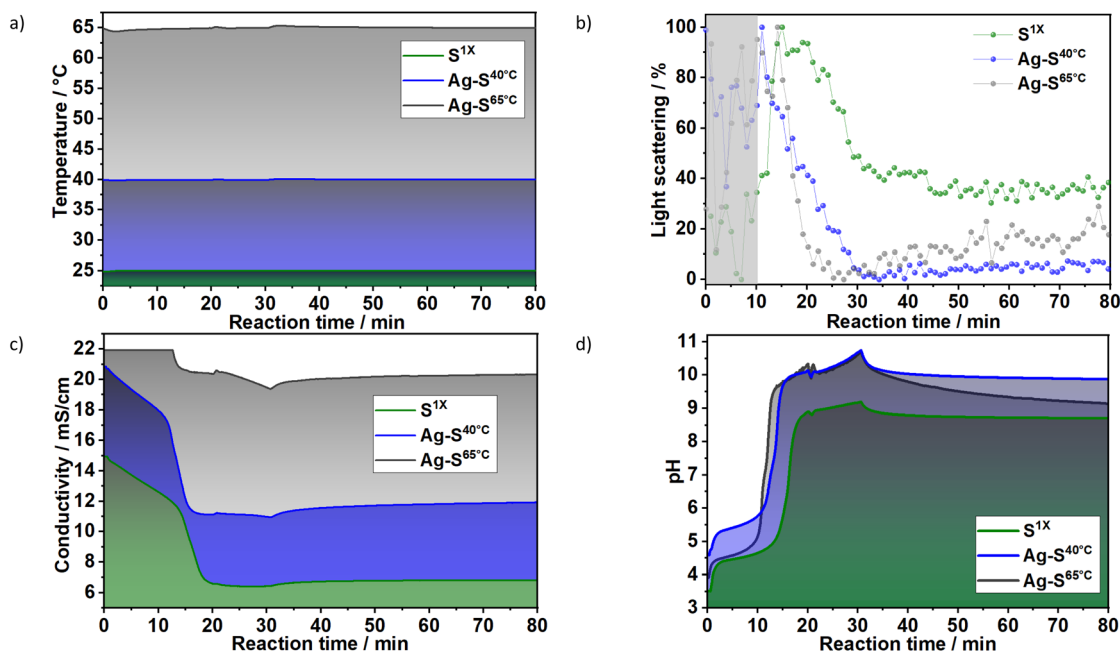 a)
Temperature / °C
65
60
55
50
45
40
35
30
25
S1X
Ag-S40°C
Ag-S65°C
0 10 20 30 40 50 60 70 80
Reaction time / min
b)
Light scattering / %
100
80
60
40
20
0
S1X
Ag-S40°C
Ag-S65°C
0 10 20 30 40 50 60 70 80
Reaction time / min
c)
Conductivity / mS/cm
22
20
18
16
14
12
10
8
6
S1X
Ag-S40°C
Ag-S65°C
0 10 20 30 40 50 60 70 80
Reaction time / min
d)
pH
11
10
9
8
7
6
5
4
3
S1X
Ag-S40°C
Ag-S65°C
0 10 20 30 40 50 60 70 80
Reaction time / min